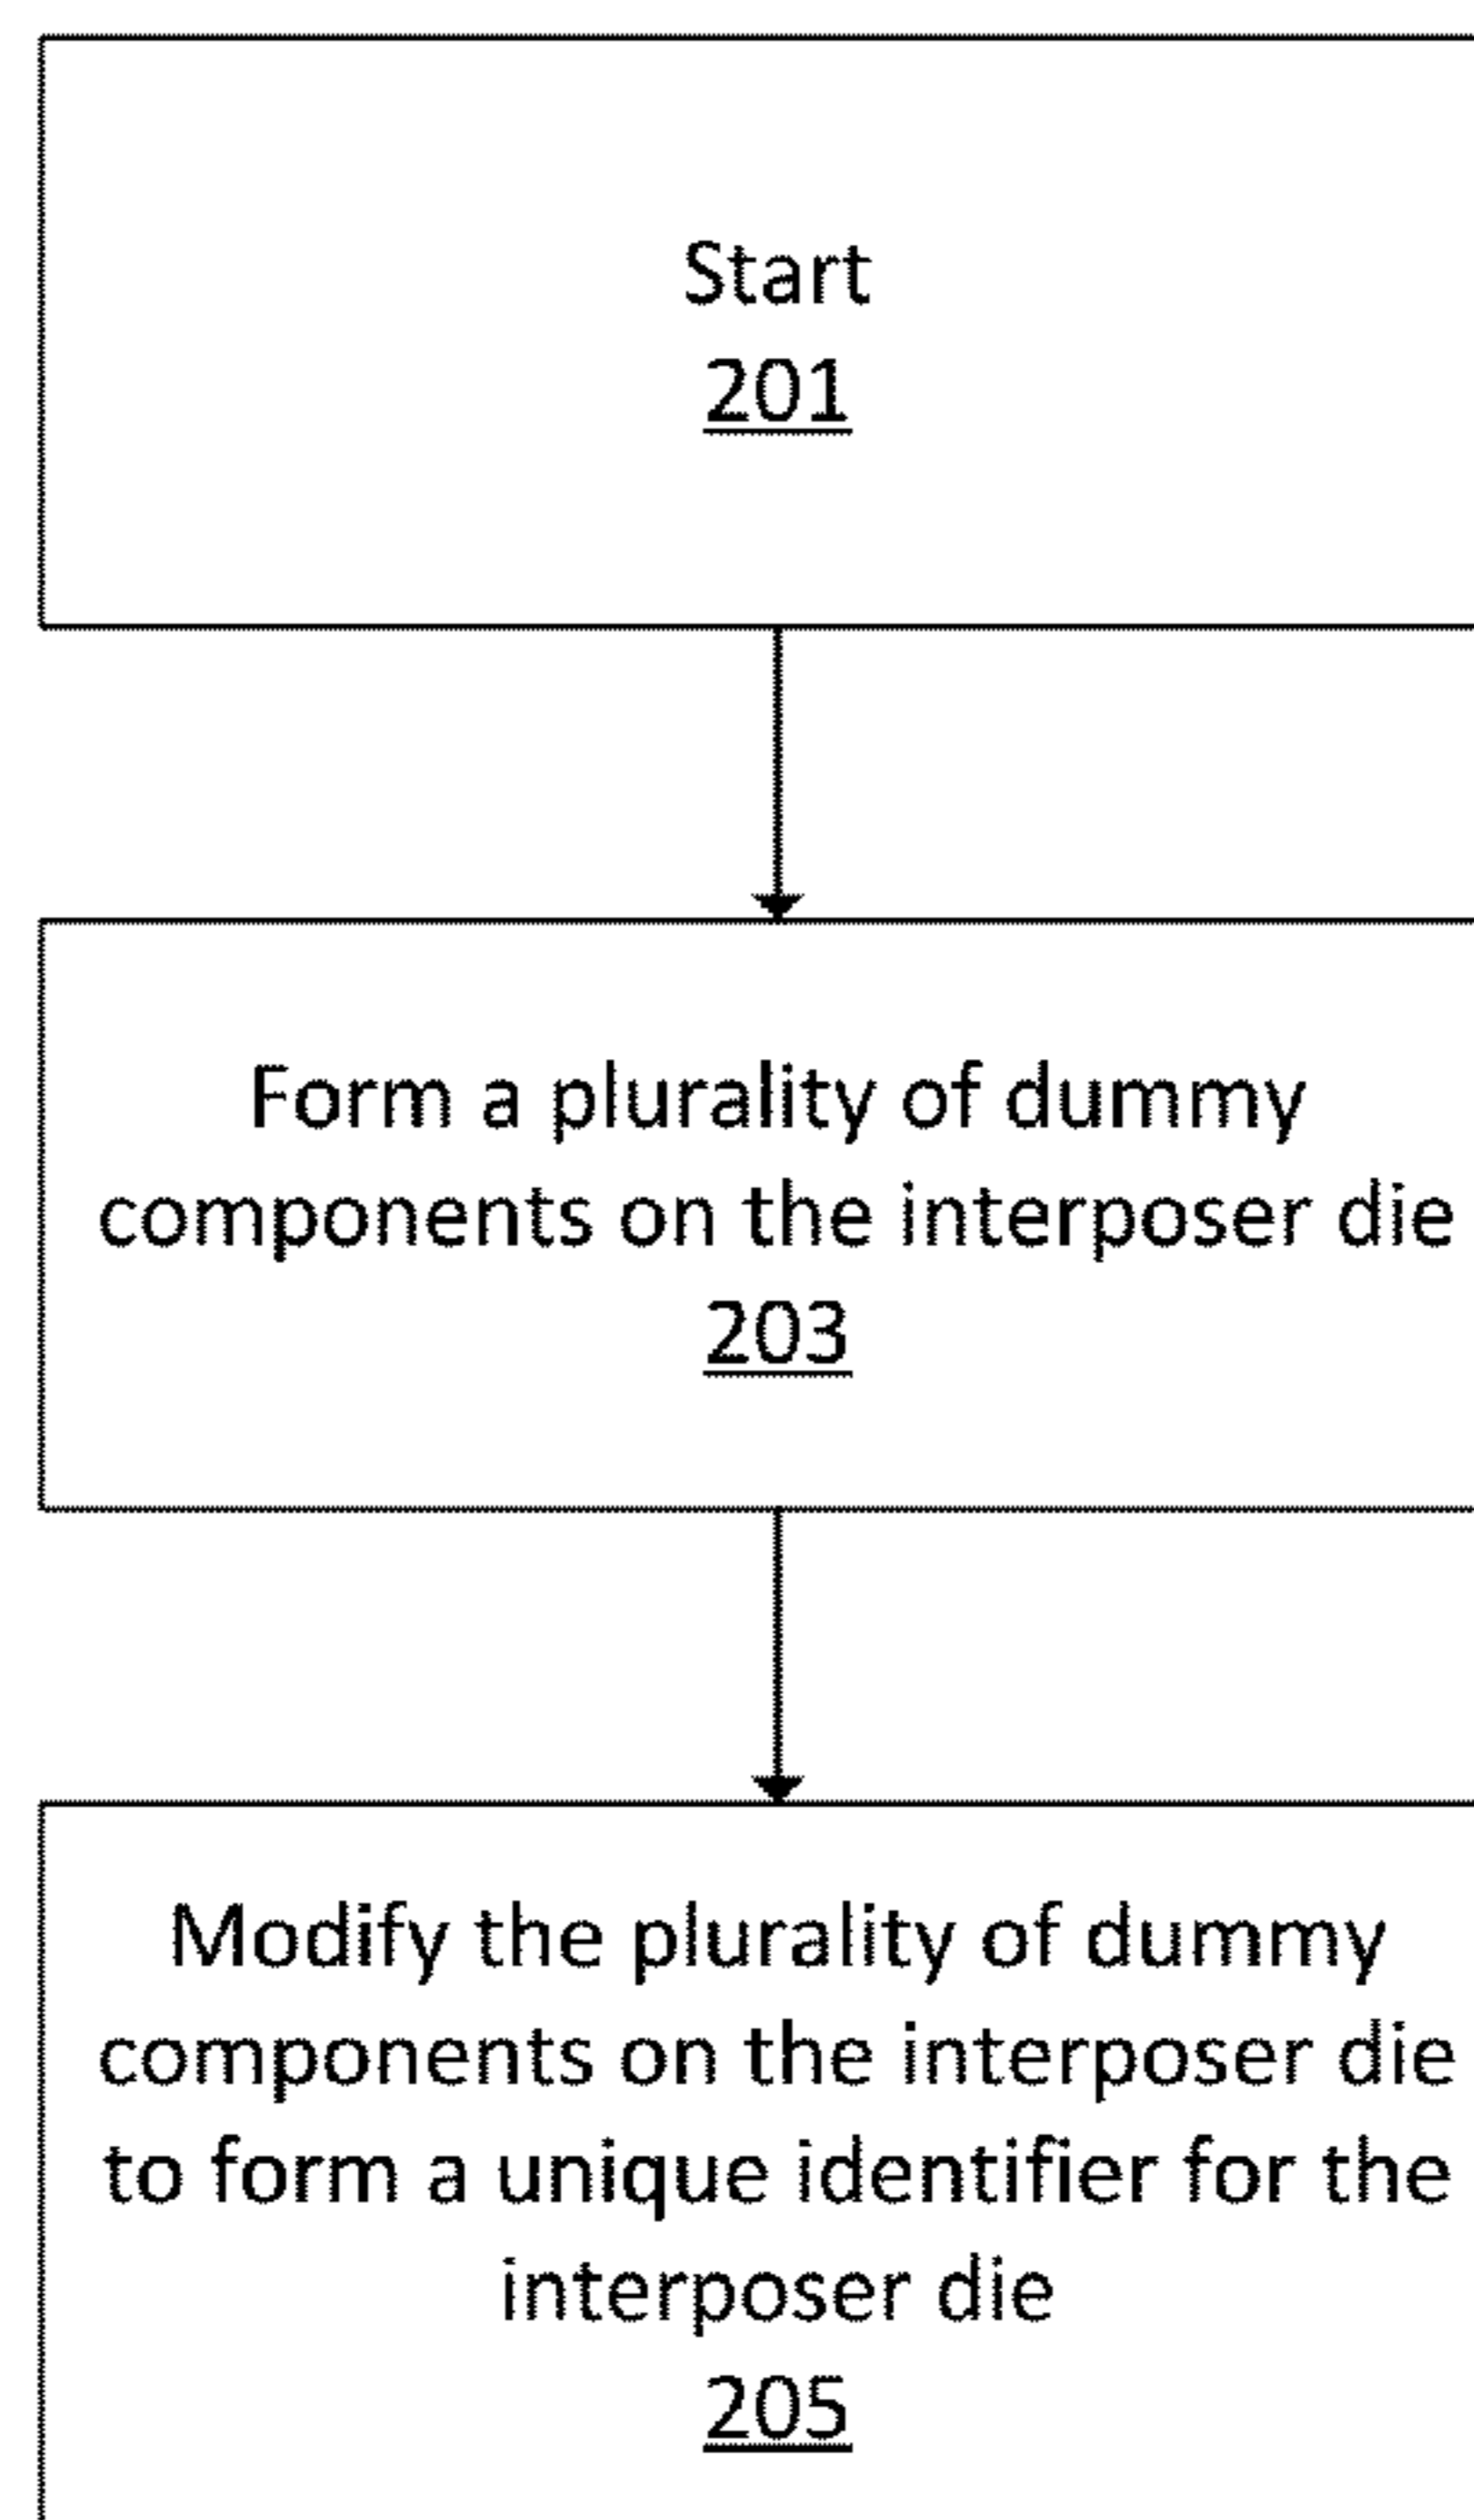 Start
201
Form a plurality of dummy
components on the interposer die
203
Modify the plurality of dummy
components on the interposer die
to form a unique identifier for the
interposer die
205